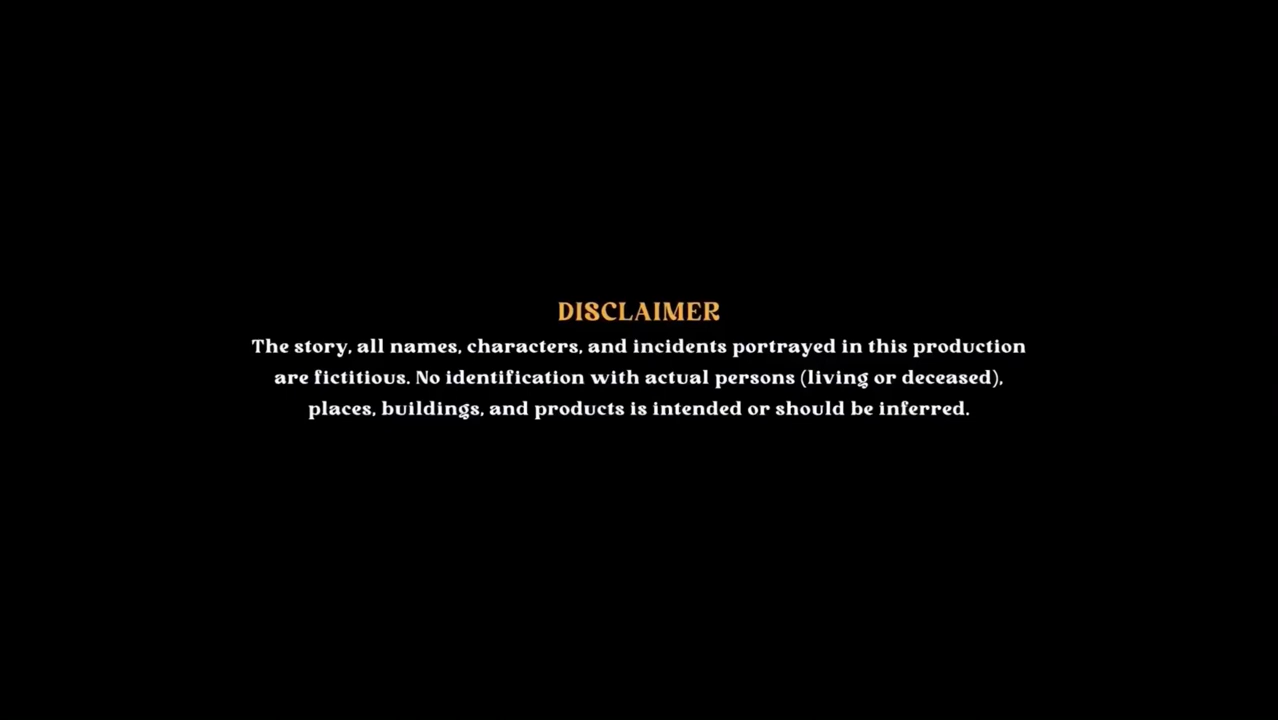 DISCLAIMER
The story, all names, characters, and incidents portrayed in this production
are fictitious. No identification with actual persons (living or deceased),
places, buildings, and products is intended or should be inferred.